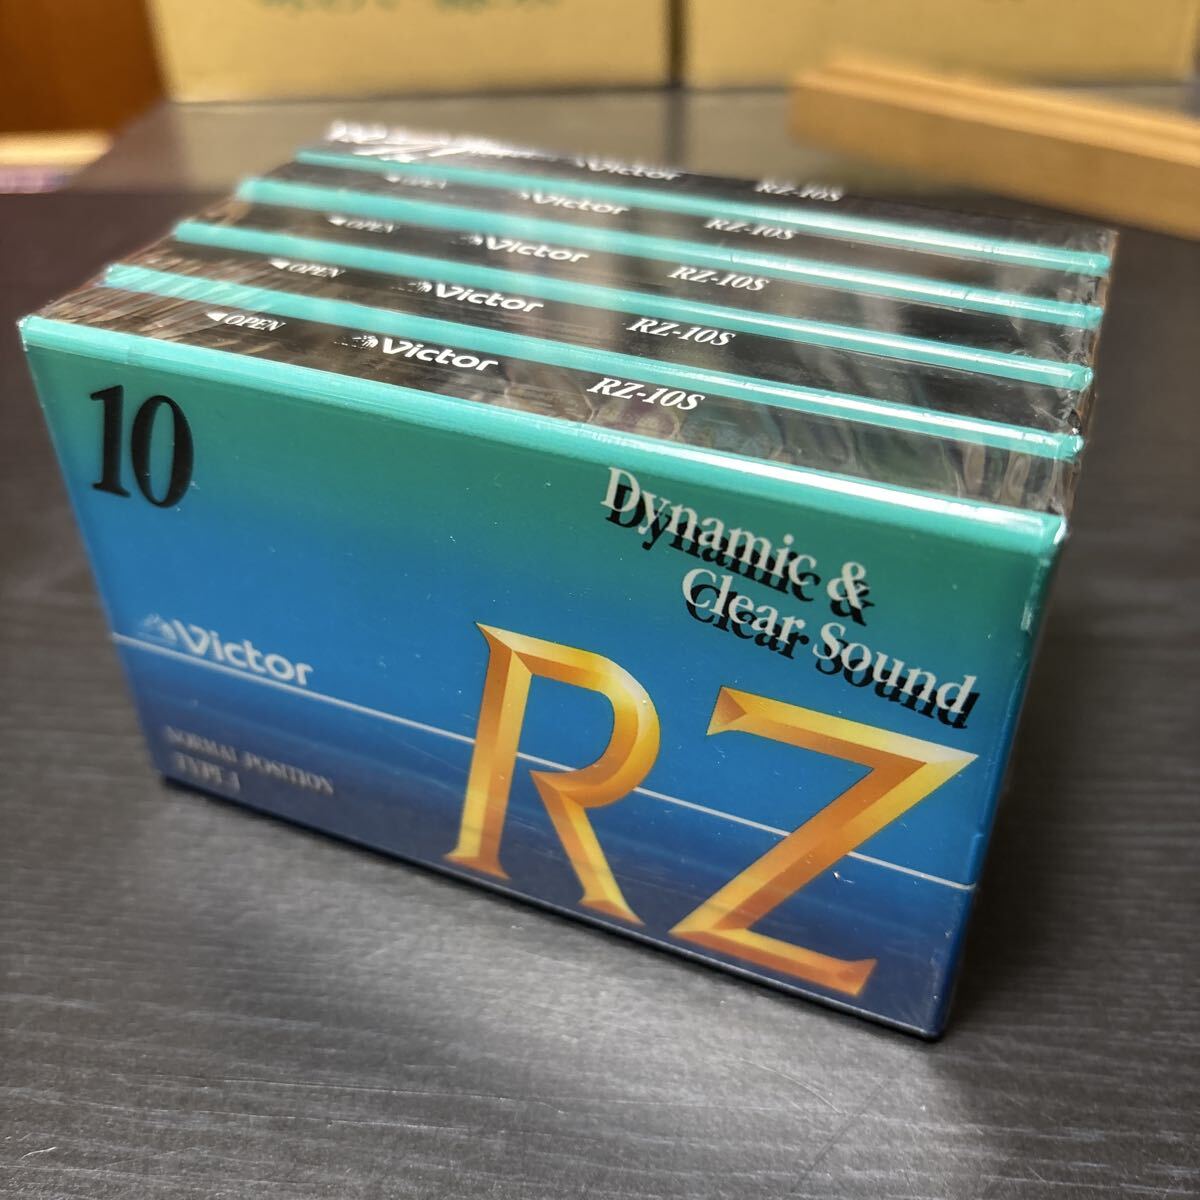 Victor RZ-10S
OPEN Victor RZ-10S
OPEN Victor RZ-10S
◀OPEN Victor RZ-10S
◀OPEN Victor RZ-10S
10
Dynamic &
Clear Sound
Victor
NORMAL POSITION
TYPE I
RZ